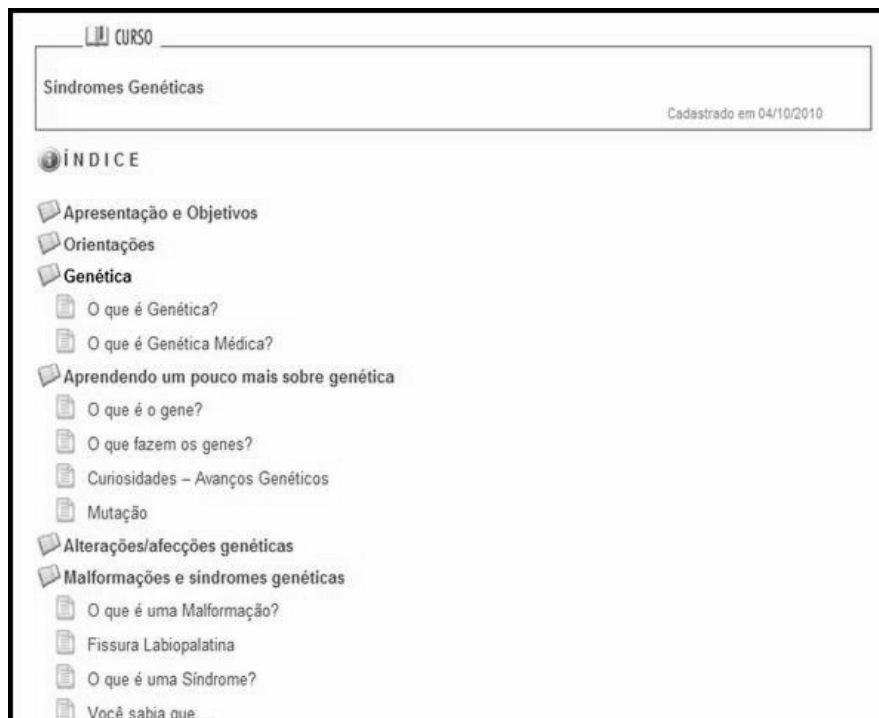 CURSO
Síndromes Genéticas
Cadastrado em 04/10/2010
ÍNDICE
Apresentação e Objetivos
Orientações
Genética
O que é Genética?
O que é Genética Médica?
Aprendendo um pouco mais sobre genética
O que é o gene?
O que fazem os genes?
Curiosidades – Avanços Genéticos
Mutação
Alterações/afecções genéticas
Malformações e síndromes genéticas
O que é uma Malformação?
Fissura Labiopalatina
O que é uma Síndrome?
Você sabia que....